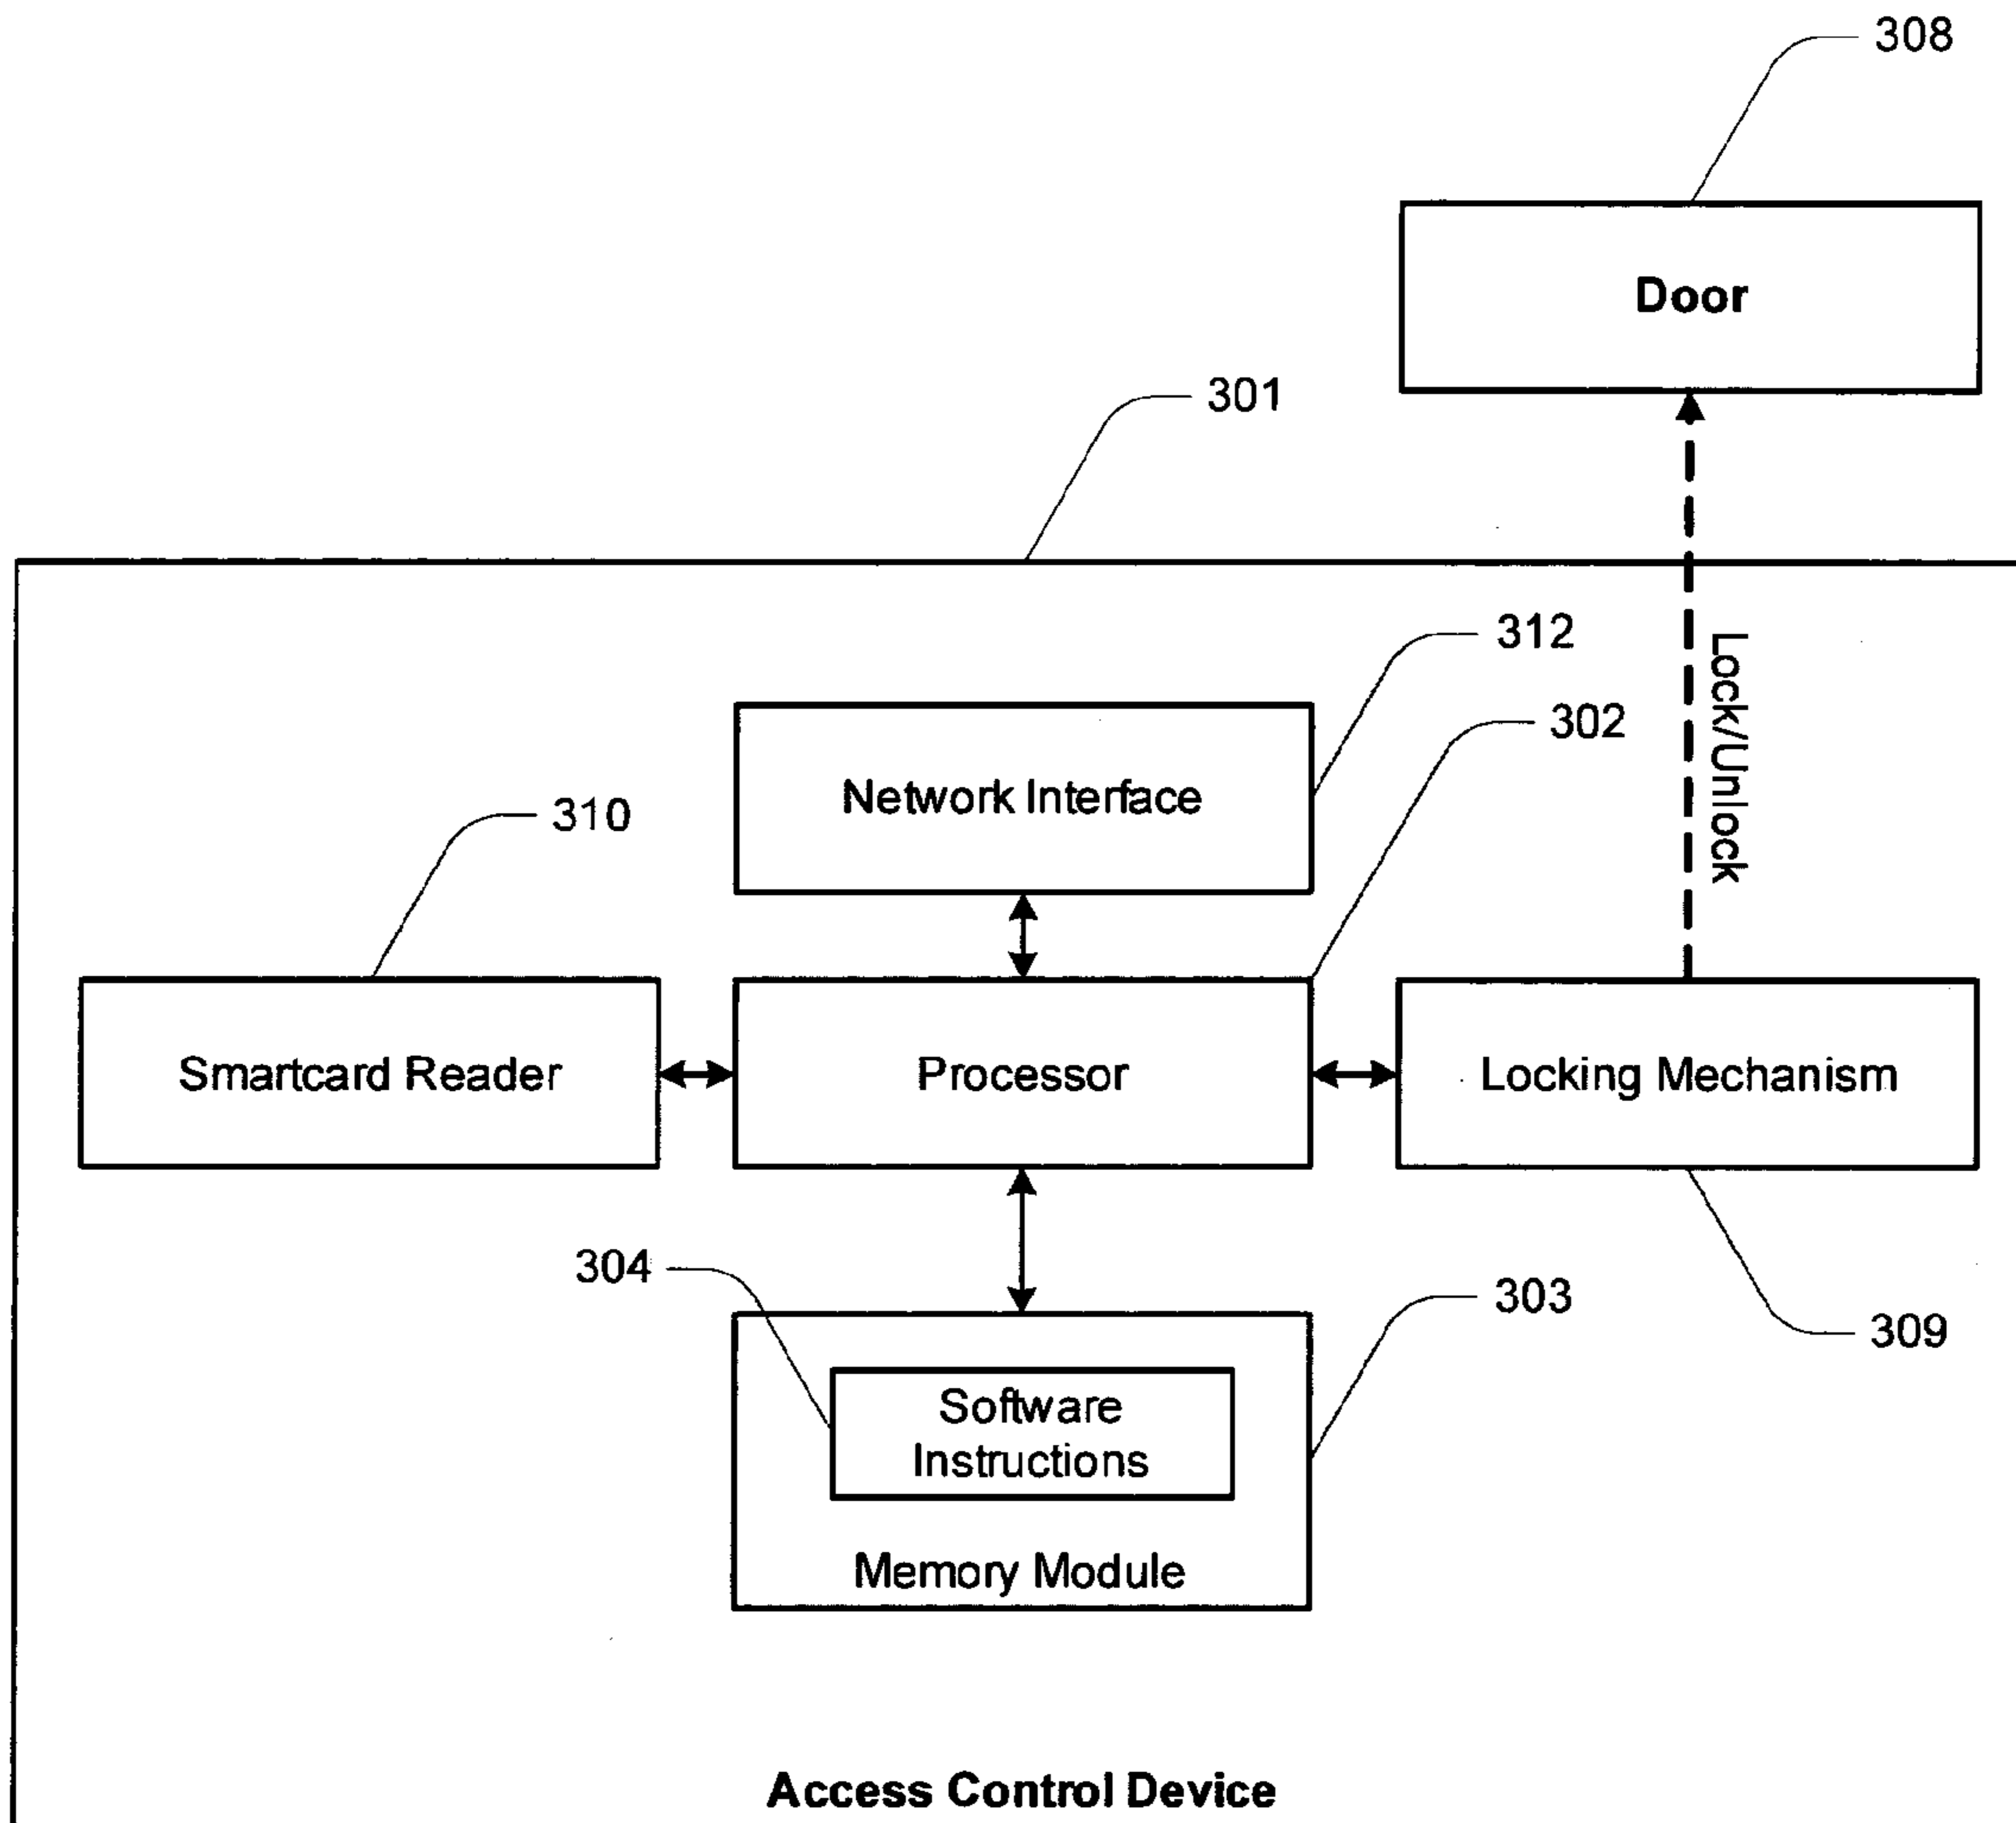 308
Door
301
312
302
Lock/Unlock
Network Interface
310
Smartcard Reader
Processor
Locking Mechanism
304
303
309
Software
Instructions
Memory Module
Access Control Device